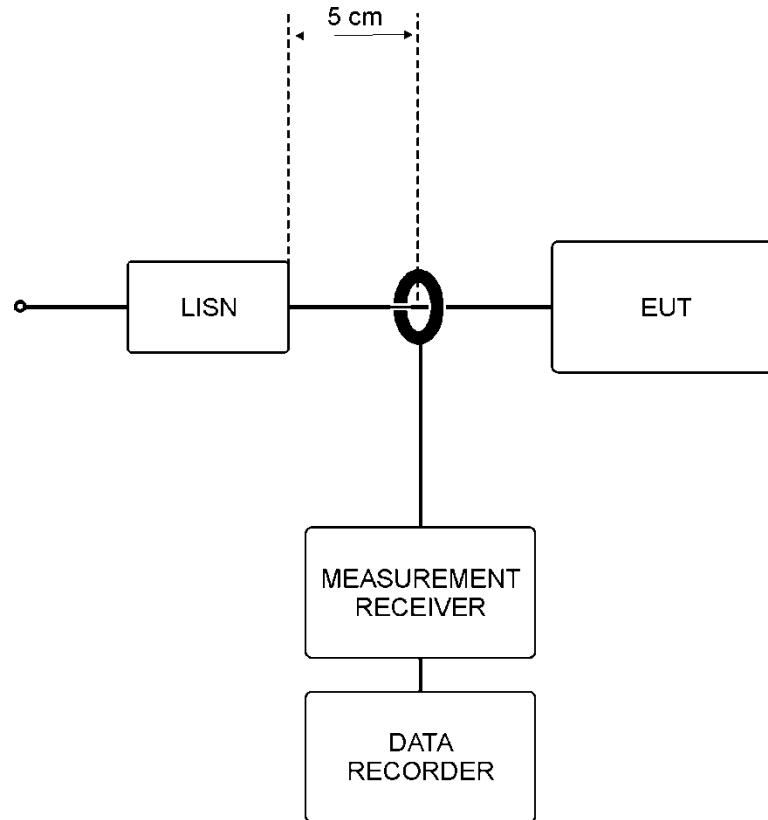 5 cm
LISN
EUT
MEASUREMENT
RECEIVER
DATA
RECORDER